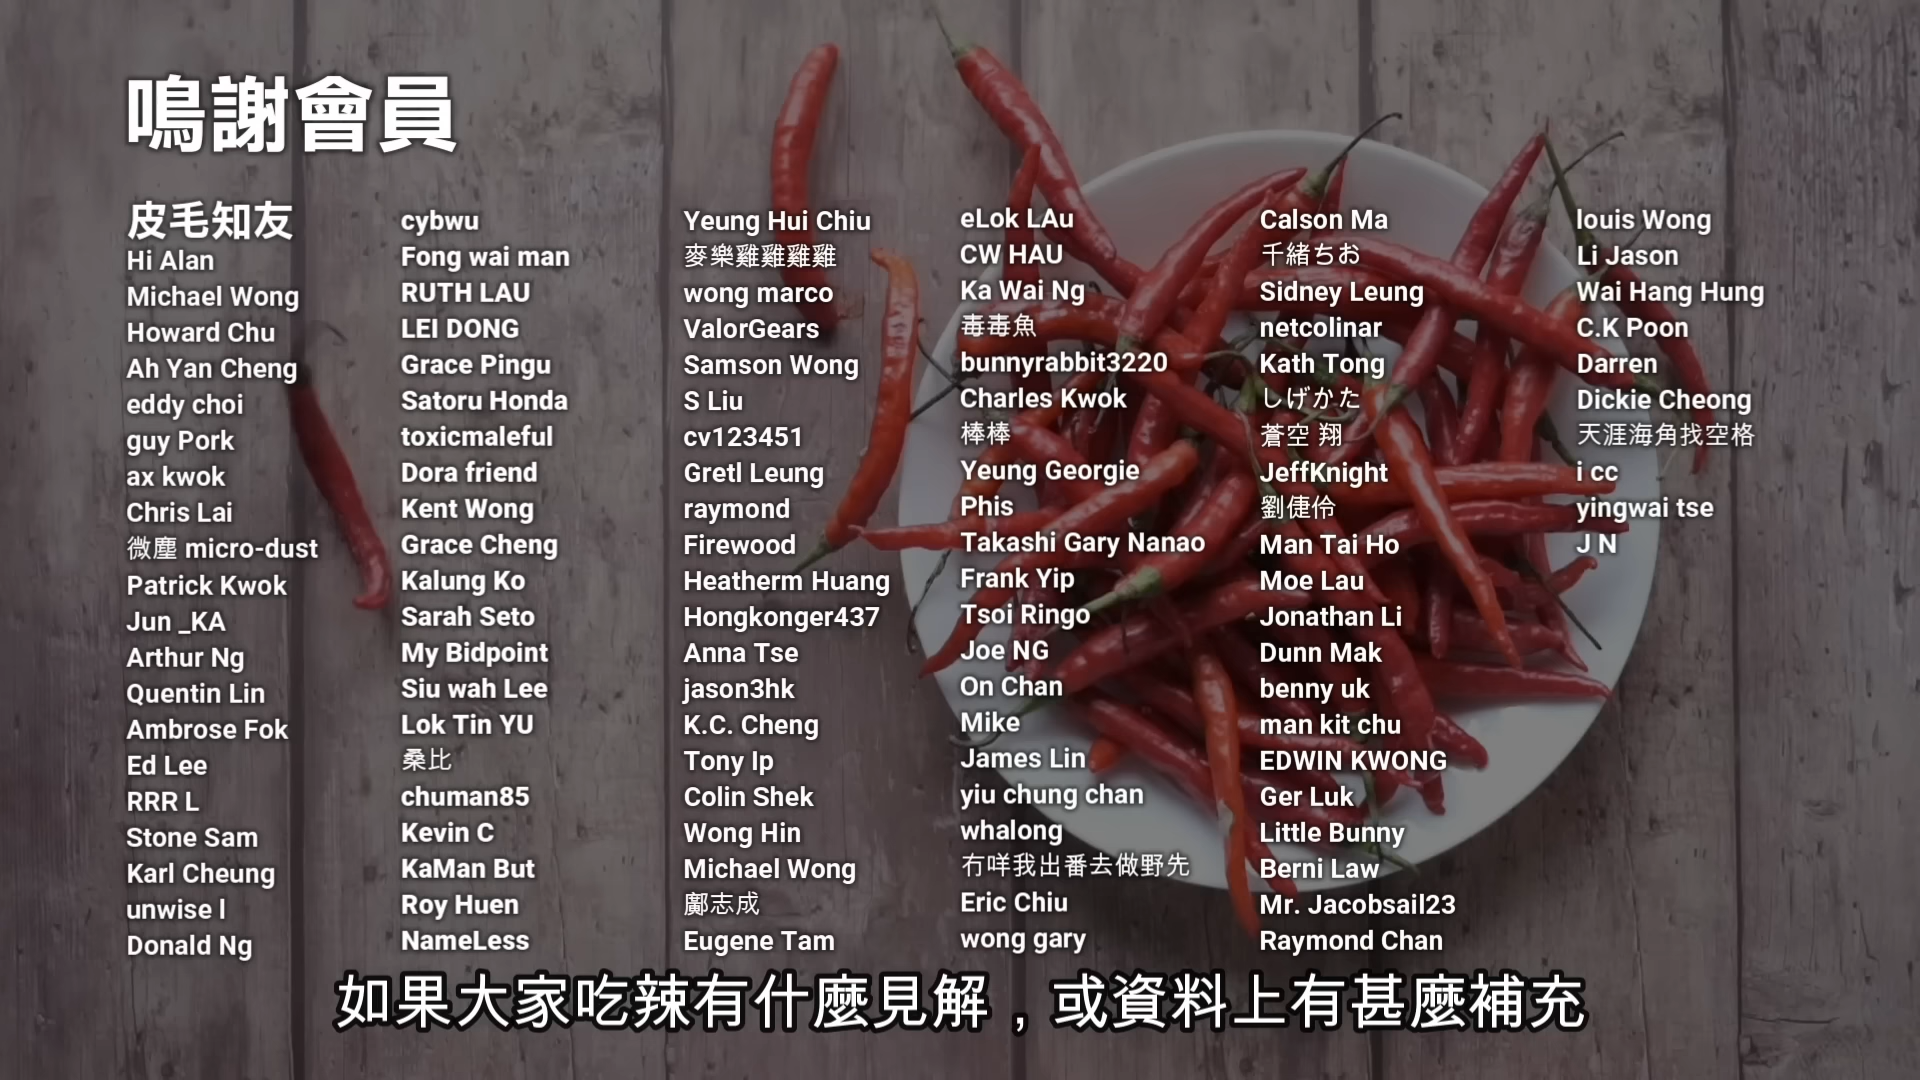 鳴謝會員
皮毛知友
Hi Alan
Michael Wong
Howard Chu
Ah Yan Cheng
eddy choi
guy Pork
ax kwok
Chris Lai
微塵 micro-dust
Patrick Kwok
Jun _KA
Arthur Ng
Quentin Lin
Ambrose Fok
Ed Lee
RRR L
Stone Sam
Karl Cheung
unwise l
Donald Ng
cybwu
Fong wai man
RUTH LAU
LEI DONG
Grace Pingu
Satoru Honda
toxicmaleful
Dora friend
Kent Wong
Grace Cheng
Kalung Ko
Sarah Seto
My Bidpoint
Siu wah Lee
Lok Tin YU
桑比
chuman85
Kevin C
KaMan But
Roy Huen
NameLess
Yeung Hui Chiu
麥樂雞雞雞雞
wong marco
ValorGears
Samson Wong
S Liu
cv123451
Gretl Leung
raymond
Firewood
Heatherm Huang
Hongkonger437
Anna Tse
jason3hk
K.C. Cheng
Tony Ip
Colin Shek
Wong Hin
Michael Wong
鄺志成
Eugene Tam
eLok LAu
CW HAU
Ka Wai Ng
毒毒魚
bunnyrabbit3220
Charles Kwok
棒棒
Yeung Georgie
Phis
Takashi Gary Nanao
Frank Yip
Tsoi Ringo
Joe NG
On Chan
Mike
James Lin
yiu chung chan
whalong
冇咩我出番去做野先
Eric Chiu
wong gary
Calson Ma
千緒ちお
Sidney Leung
netcolinar
Kath Tong
しげかた
蒼空 翔
JeffKnight
劉倢伶
Man Tai Ho
Moe Lau
Jonathan Li
Dunn Mak
benny uk
man kit chu
EDWIN KWONG
Ger Luk
Little Bunny
Berni Law
Mr. Jacobsail23
Raymond Chan
louis Wong
Li Jason
Wai Hang Hung
C.K Poon
Darren
Dickie Cheong
天涯海角找空格
i cc
yingwai tse
J N
如果大家吃辣有什麼見解，或資料上有甚麼補充